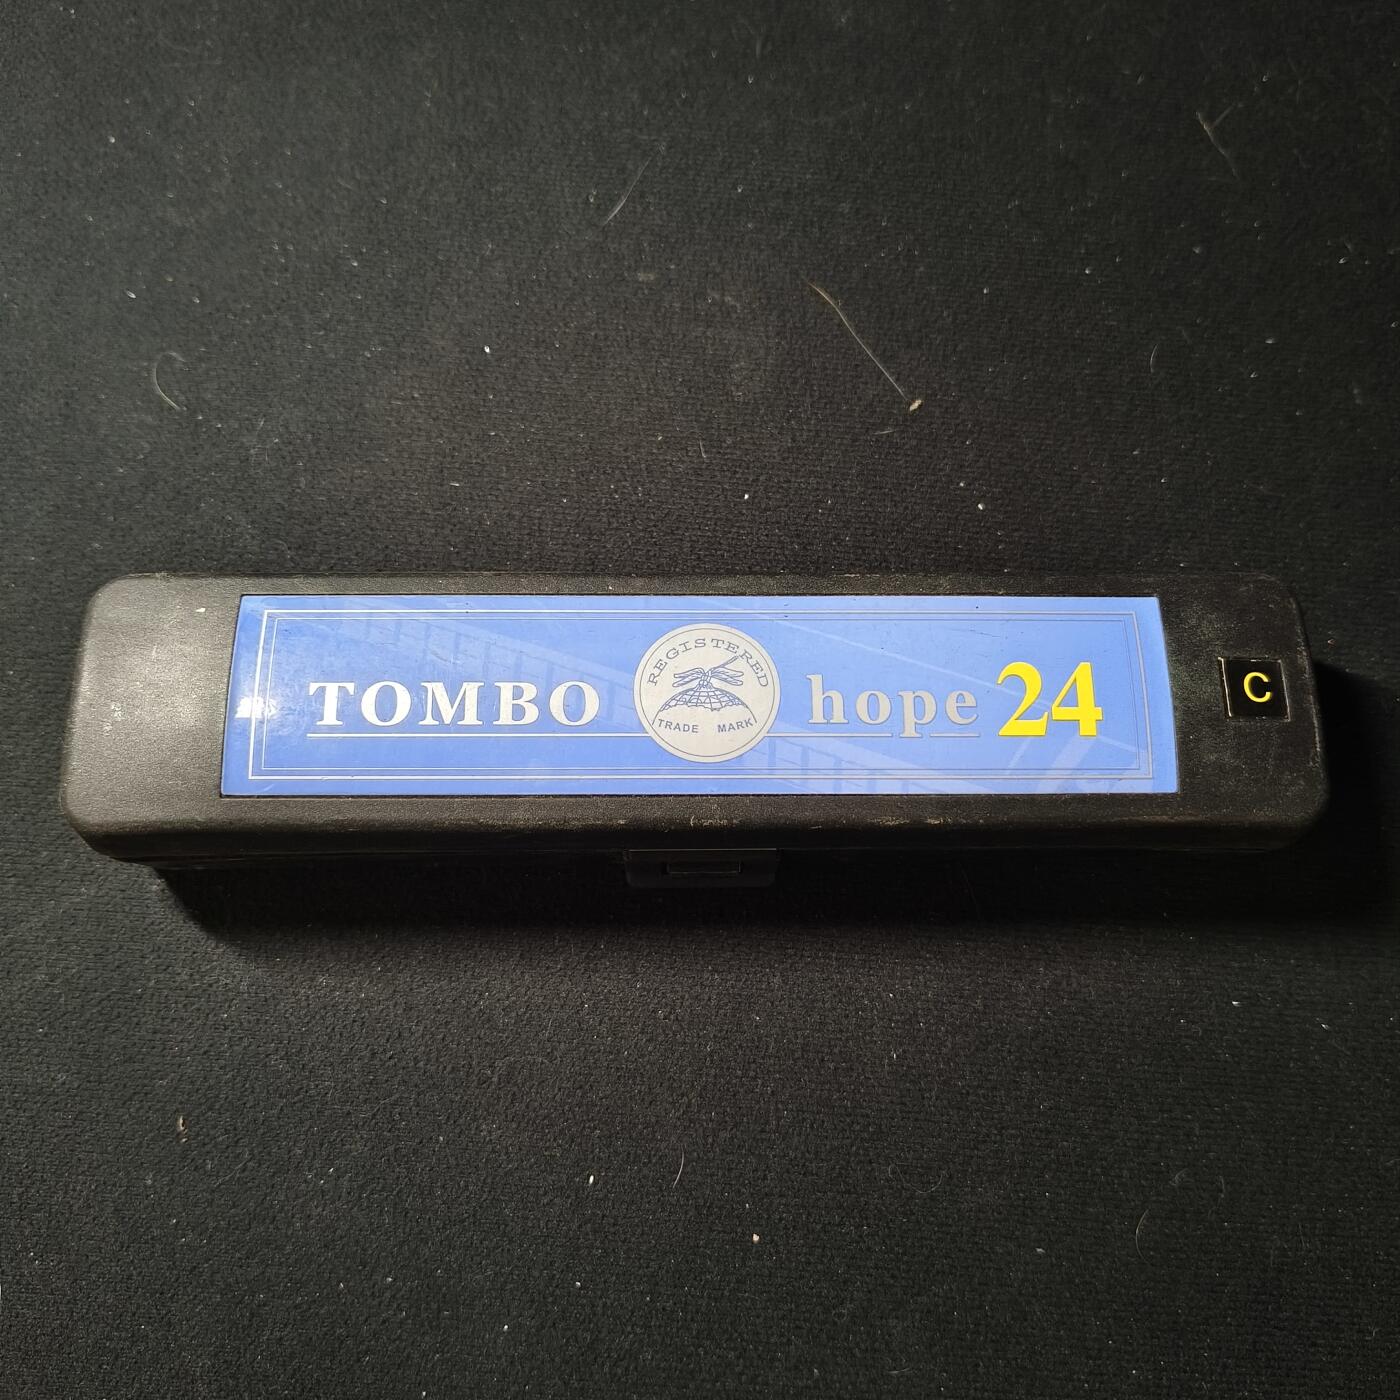 TOMBO
REGISTERED
TRADE MARK
hope 24
C